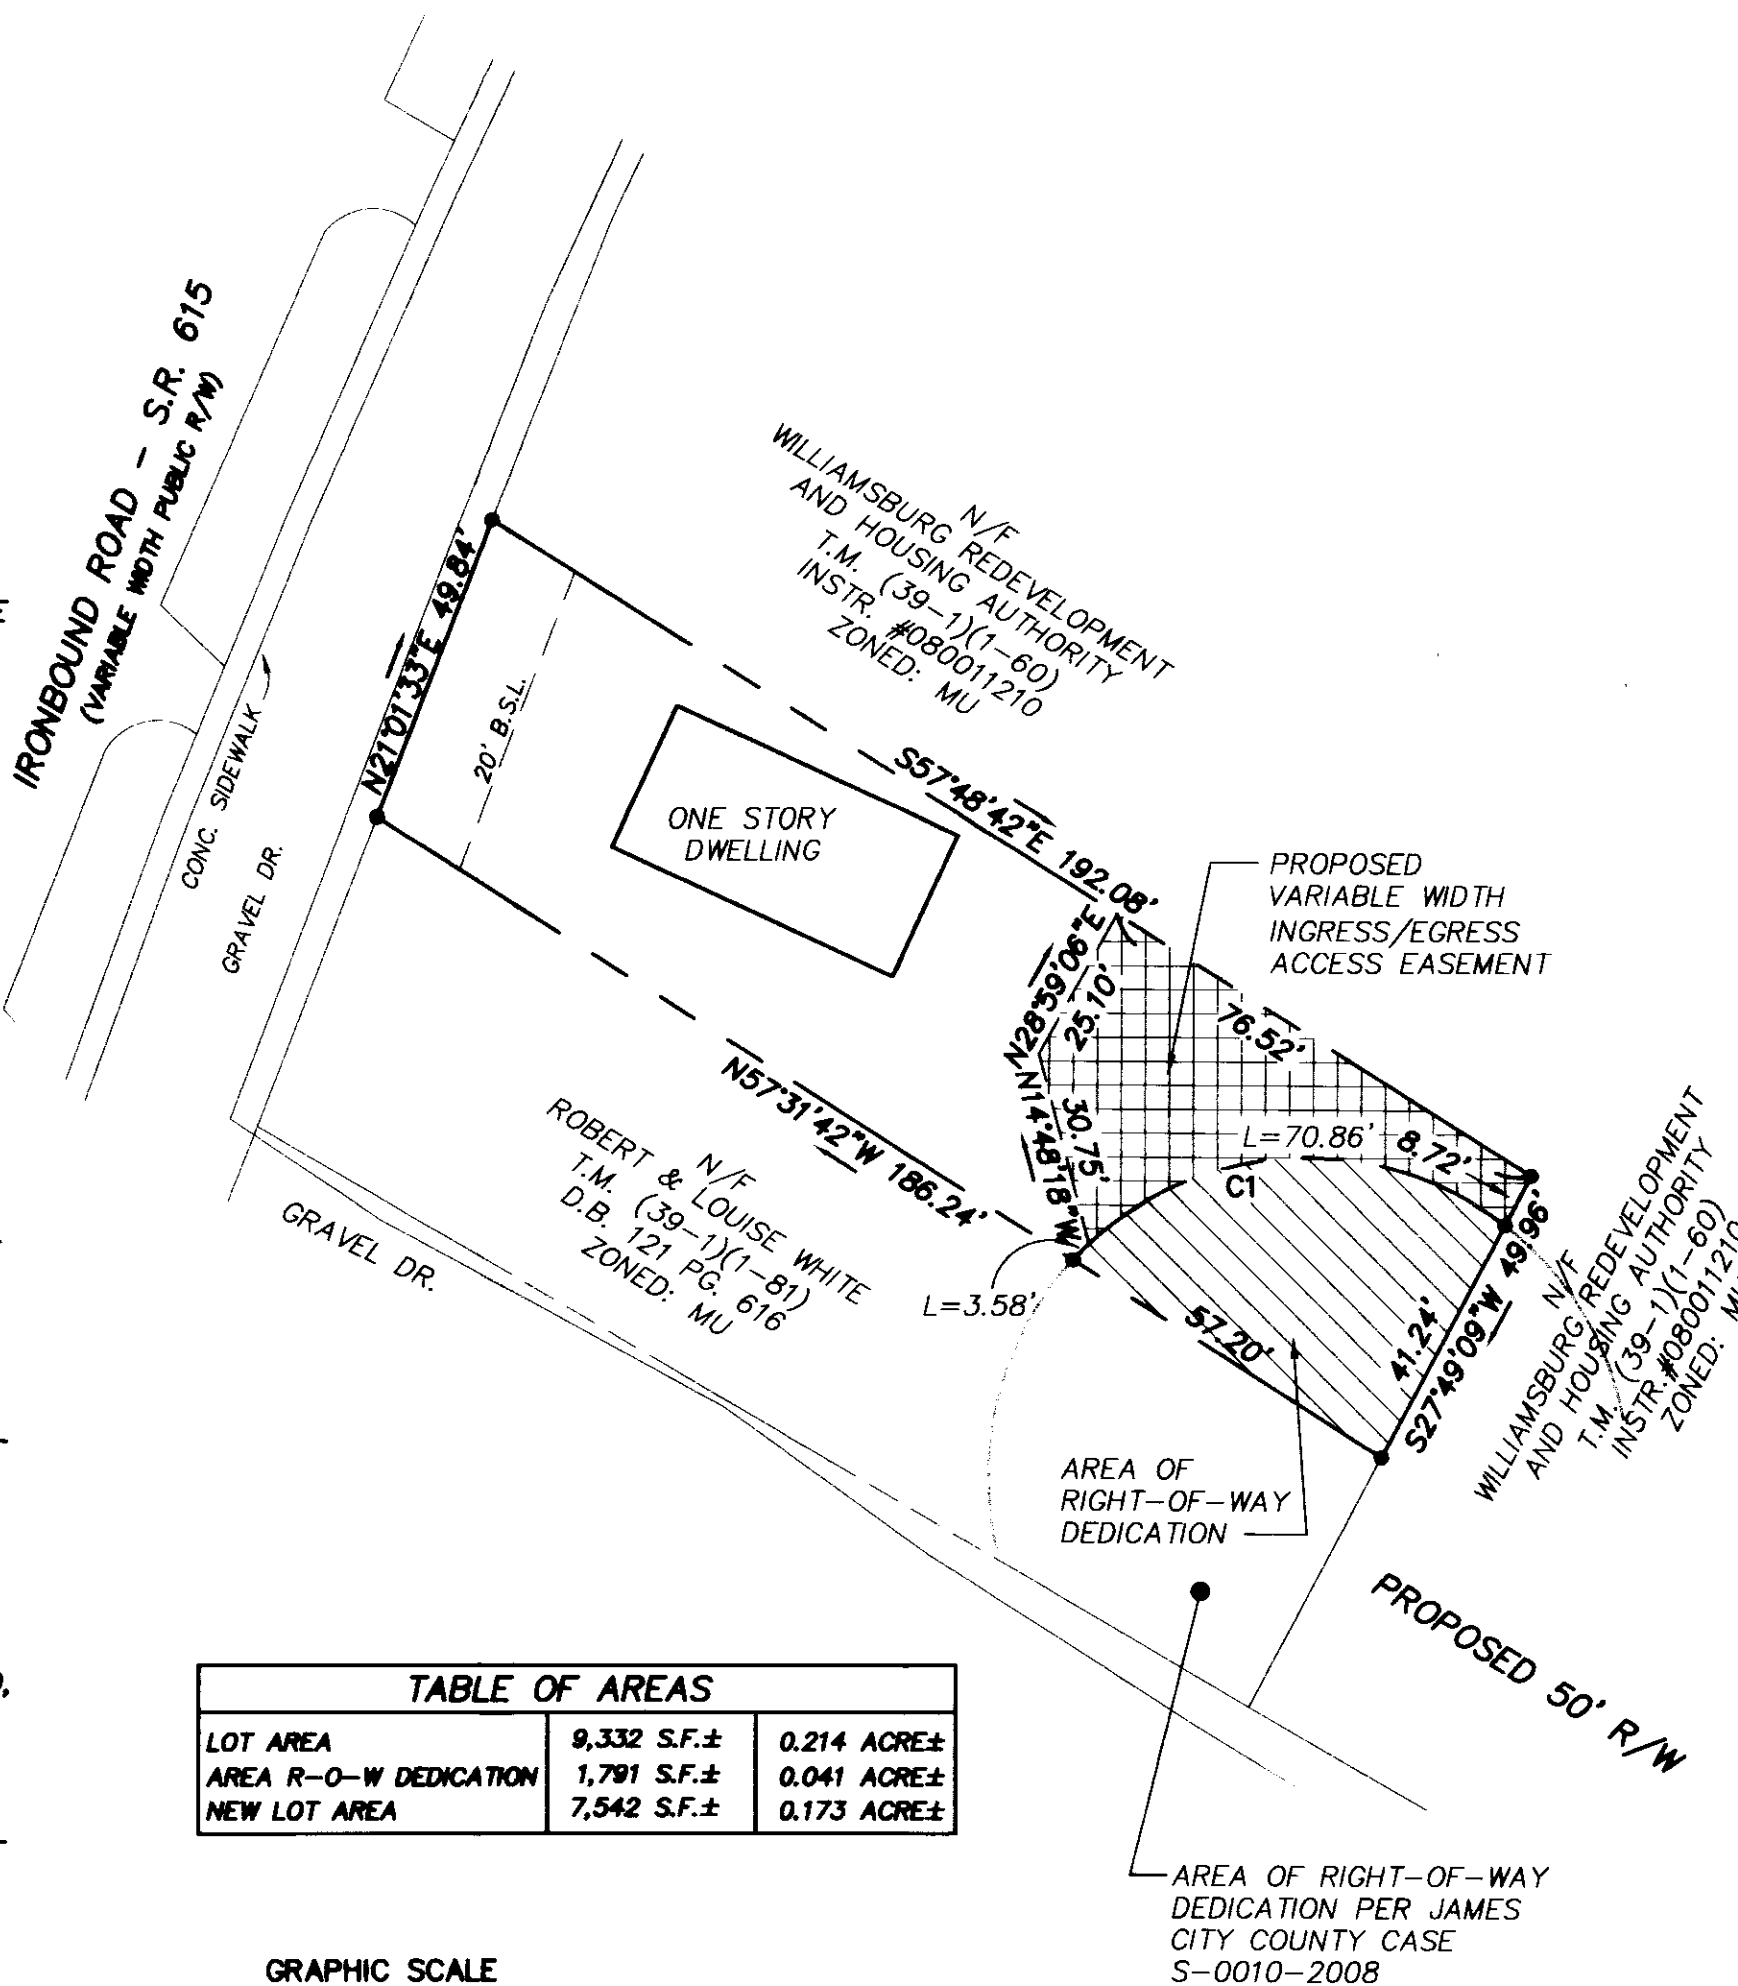 IRONBOUND ROAD - S.R. 615
(VARIABLE WIDTH PUBLIC R/W)
CONC. SIDEWALK
GRAVEL DR.
N21°01'33"E 49.84'
20' B.S.L.
ONE STORY
DWELLING
N/F
WILLIAMSBURG REDEVELOPMENT
AND HOUSING AUTHORITY
T.M. (39-1)(1-60)
INSTR. #080011210
ZONED: MU
S57°48'42"E 192.08'
PROPOSED
VARIABLE WIDTH
INGRESS/EGRESS
ACCESS EASEMENT
N28°59'06"E
25.10'
76.52'
N14°48'18"W
30.75'
L=70.86'
8.72'
C1
N57°31'42"W 186.24'
N/F
ROBERT & LOUISE WHITE
T.M. (39-1)(1-81)
D.B. 121 PG. 616
ZONED: MU
GRAVEL DR.
L=3.58'
57.20'
41.24'
S27°49'09"W 49.96'
N/F
WILLIAMSBURG REDEVELOPMENT
AND HOUSING AUTHORITY
T.M. (39-1)(1-60)
INSTR. #080011210
ZONED: MU
AREA OF
RIGHT-OF-WAY
DEDICATION
PROPOSED 50' R/W
TABLE OF AREAS
LOT AREA 9,332 S.F.± 0.214 ACRE±
AREA R-O-W DEDICATION 1,791 S.F.± 0.041 ACRE±
NEW LOT AREA 7,542 S.F.± 0.173 ACRE±
AREA OF RIGHT-OF-WAY
DEDICATION PER JAMES
CITY COUNTY CASE
S-0010-2008
GRAPHIC SCALE